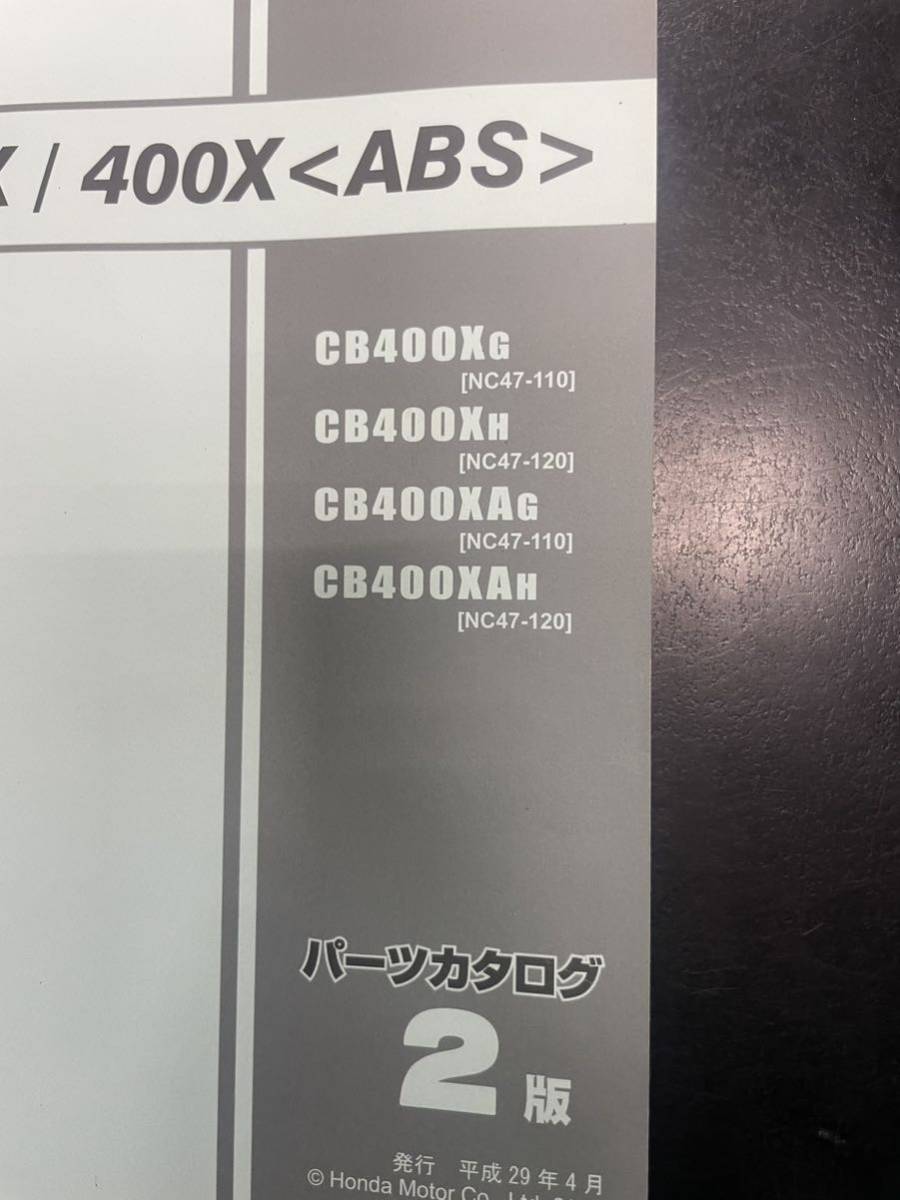 / 400X<ABS>
CB400XG
[NC47-110]
CB400XH
[NC47-120]
CB400XAG
[NC47-110]
CB400XAH
[NC47-120]
パーツカタログ
2版
発行 平成29年4月
© Honda Motor Co., Ltd.